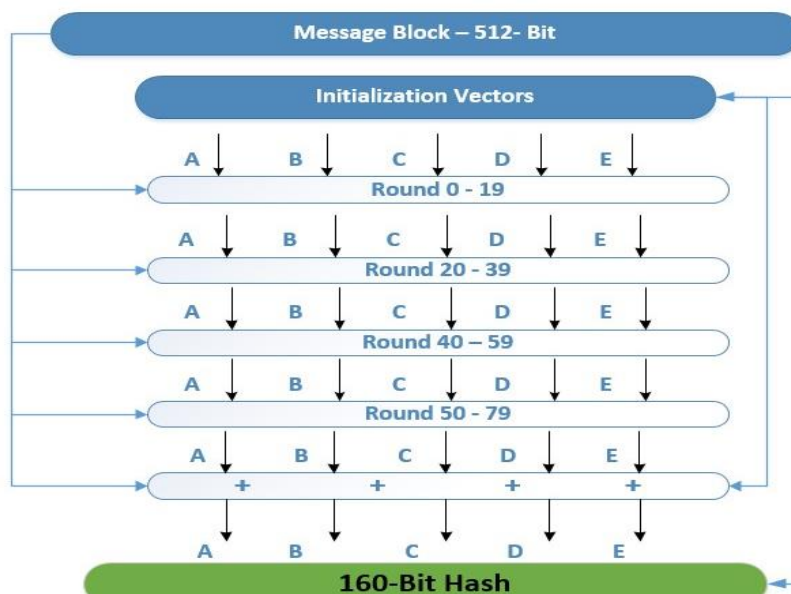 Message Block – 512- Bit
Initialization Vectors
A B C D E
Round 0 - 19
A B C D E
Round 20 - 39
A B C D E
Round 40 – 59
A B C D E
Round 50 - 79
A B C D E
+ + + +
A B C D E
160-Bit Hash